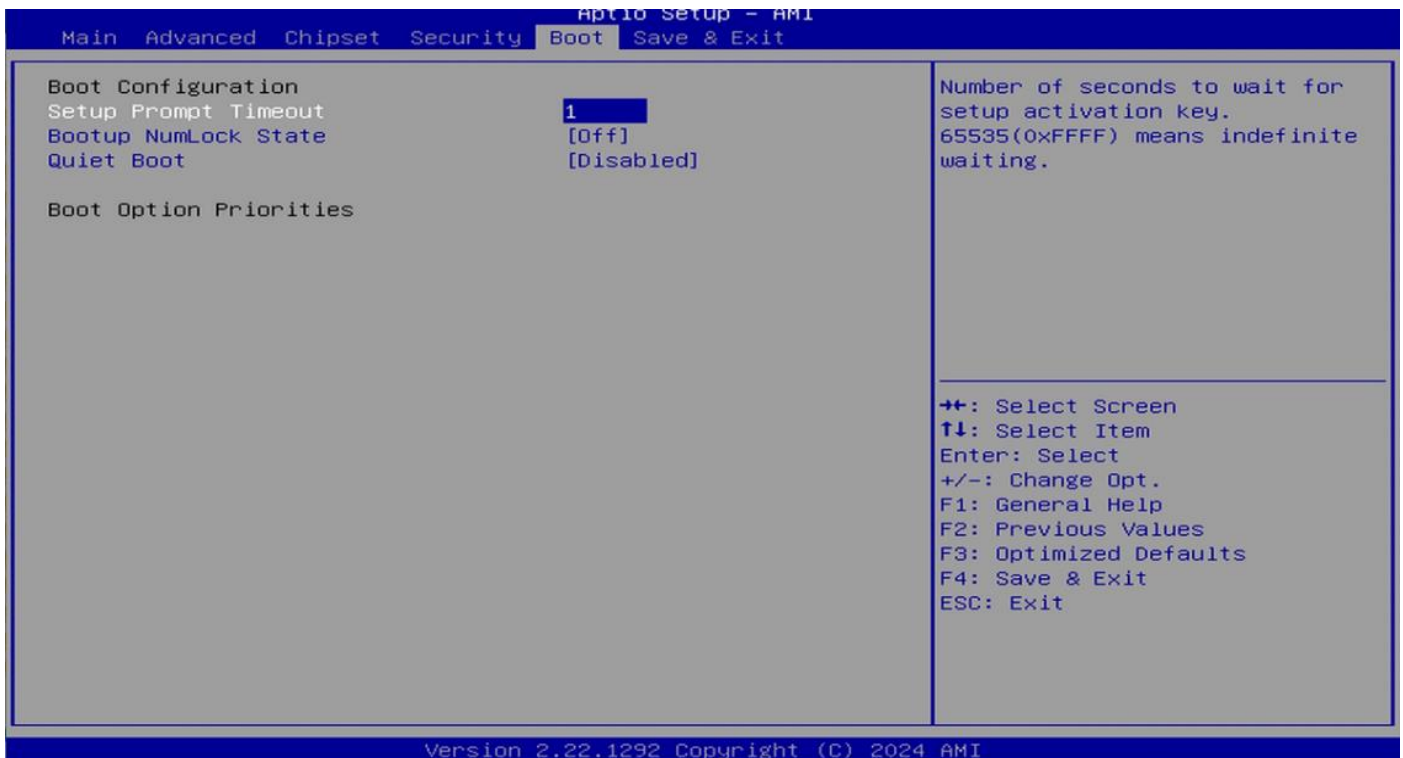 Aptio Setup - AMI
Main Advanced Chipset Security Boot Save & Exit
Boot Configuration
Setup Prompt Timeout 1
Bootup NumLock State [Off]
Quiet Boot [Disabled]
Boot Option Priorities
Number of seconds to wait for
setup activation key.
65535(0xFFFF) means indefinite
waiting.
→←: Select Screen
↑↓: Select Item
Enter: Select
+/-: Change Opt.
F1: General Help
F2: Previous Values
F3: Optimized Defaults
F4: Save & Exit
ESC: Exit
Version 2.22.1292 Copyright (C) 2024 AMI